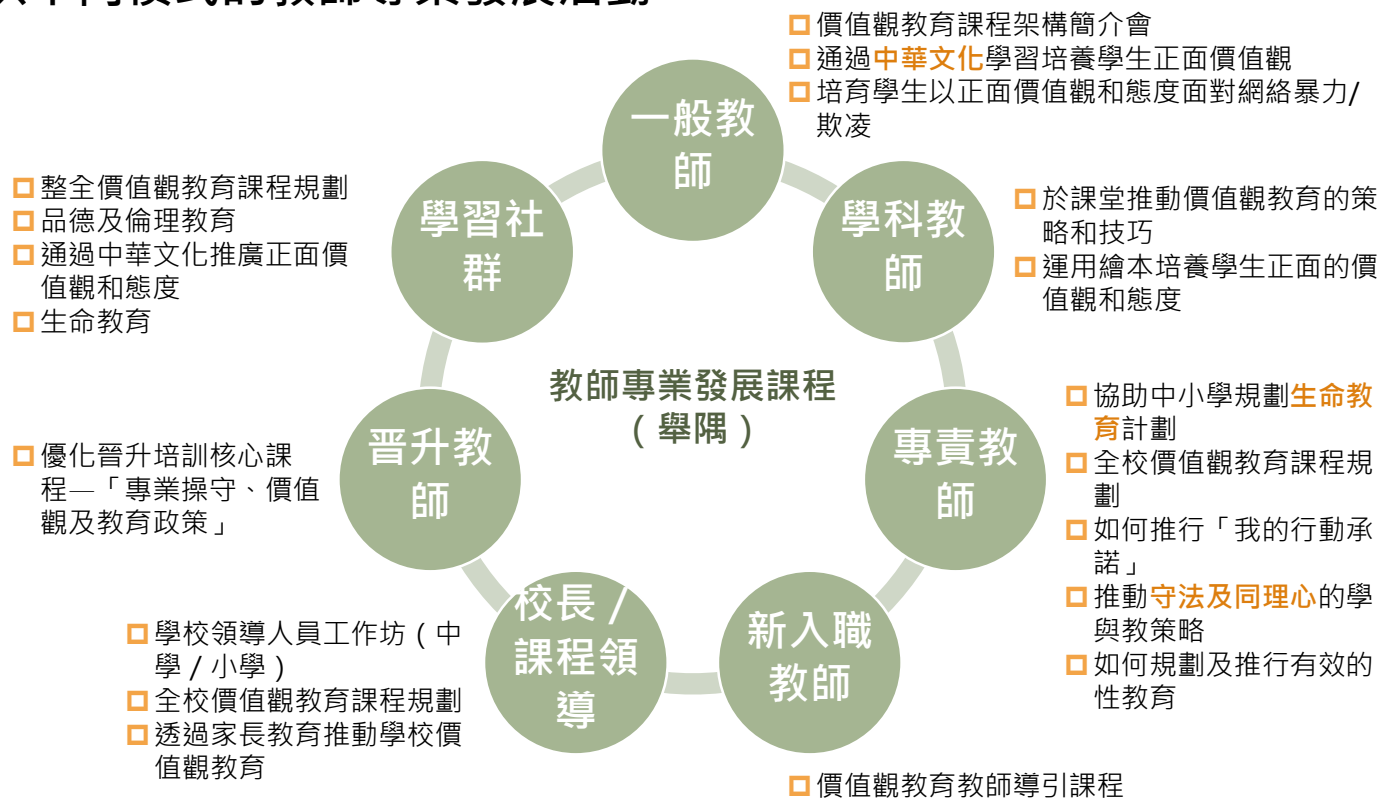 不同模式的教師專業發展活動
價值觀教育課程架構簡介會
通過中華文化學習培養學生正面價值觀
培育學生以正面價值觀和態度面對網絡暴力/
欺凌
一般教
師
於課堂推動價值觀教育的策
略和技巧
運用繪本培養學生正面的價
值觀和態度
學科教
師
協助中小學規劃生命教
育計劃
全校價值觀教育課程規
劃
如何推行「我的行動承
諾」
推動守法及同理心的學
與教策略
如何規劃及推行有效的
性教育
專責教
師
價值觀教育教師導引課程
新入職
教師
校長 /
課程領
導
學校領導人員工作坊（中
學 / 小學）
全校價值觀教育課程規劃
透過家長教育推動學校價
值觀教育
晉升教
師
優化晉升培訓核心課
程—「專業操守、價值
觀及教育政策」
學習社
群
整全價值觀教育課程規劃
品德及倫理教育
通過中華文化推廣正面價
值觀和態度
生命教育
教師專業發展課程
（舉隅）